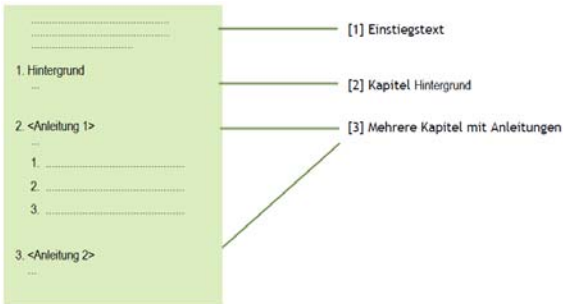 [1] Einstiegstext
1. Hintergrund
...
[2] Kapitel Hintergrund
2. <Anleitung 1>
...
[3] Mehrere Kapitel mit Anleitungen
1.
2.
3.
3. <Anleitung 2>
...